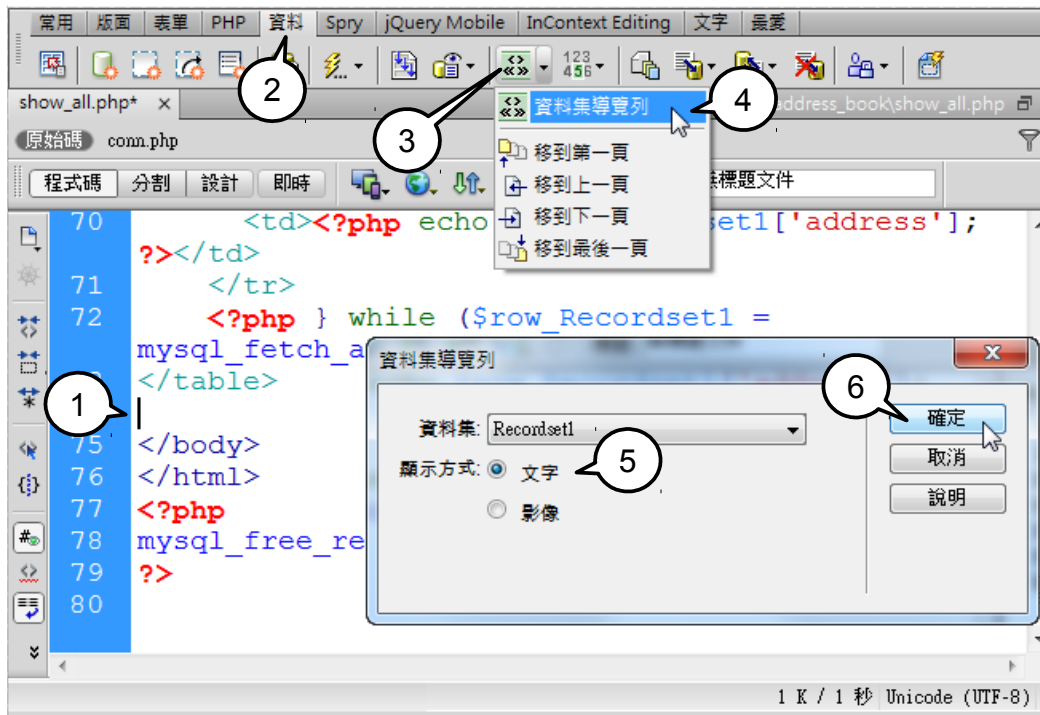 常用 版面 表單 PHP 資料 Spry jQuery Mobile InContext Editing 文字 最愛
2
show_all.php* × address_book\show_all.php
3 資料集導覽列 4
原始碼 conn.php
移到第一頁
程式碼 分割 設計 即時 標題文件
移到上一頁
移到下一頁
移到最後一頁
70 <td><?php echo set1['address'];
?></td>
71 </tr>
72 <?php } while ($row_Recordset1 =
mysql_fetch_a
</table>
1
75 </body>
76 </html>
77 <?php
78 mysql_free_re
79 ?>
80
資料集導覽列
資料集: Recordset1
顯示方式: 文字 5
影像
6
確定
取消
說明
1 K / 1 秒 Unicode (UTF-8)